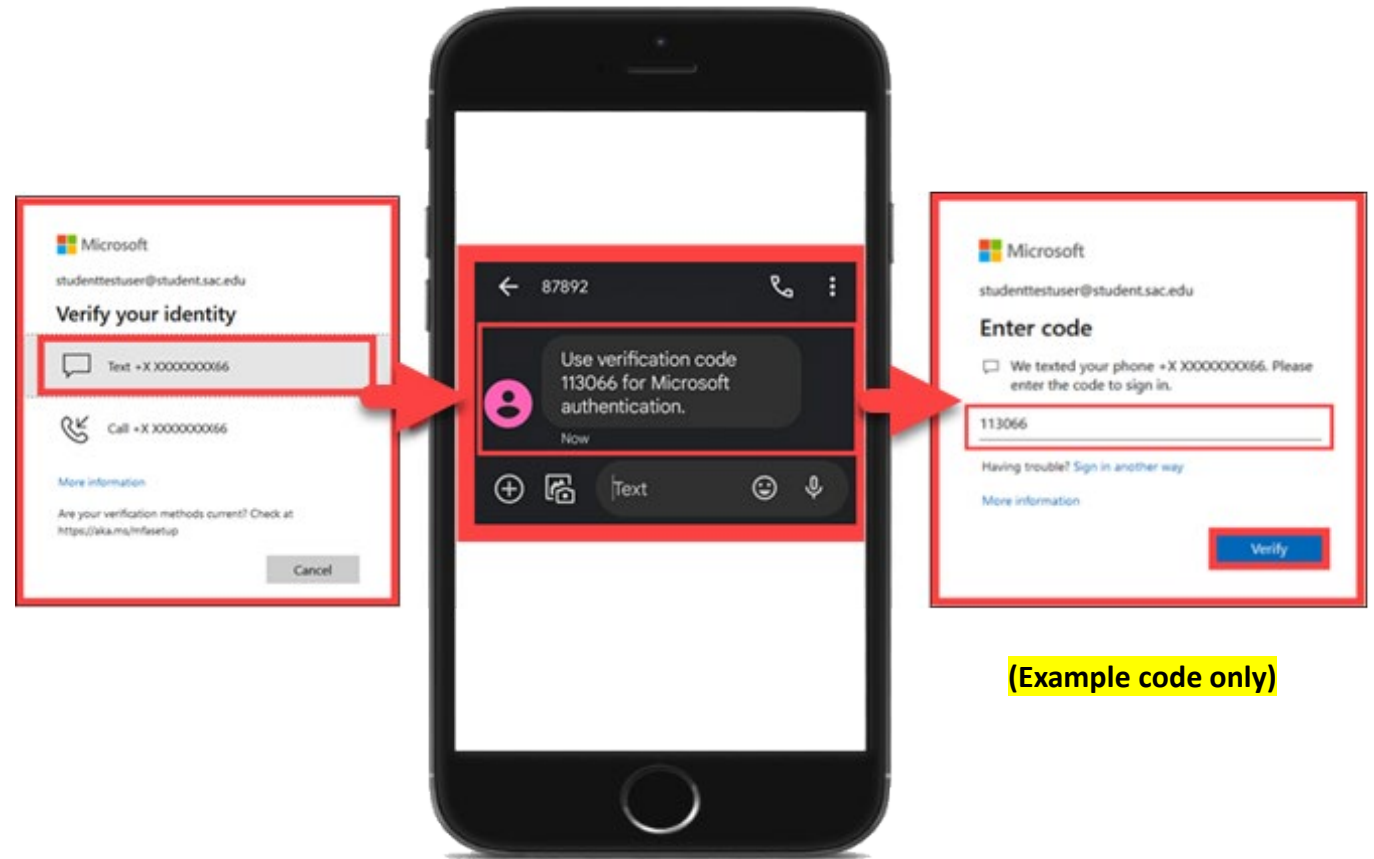 Microsoft
studenttestuser@student.sac.edu
Verify your identity
Text +X XXXXXXXX66
Call +X XXXXXXXX66
More information
Are your verification methods current? Check at
https://aka.ms/mfasetup
Cancel
87892
Use verification code
113066 for Microsoft
authentication.
Now
Text
Microsoft
studenttestuser@student.sac.edu
Enter code
We texted your phone +X XXXXXXXX66. Please
enter the code to sign in.
113066
Having trouble? Sign in another way
More information
Verify
(Example code only)